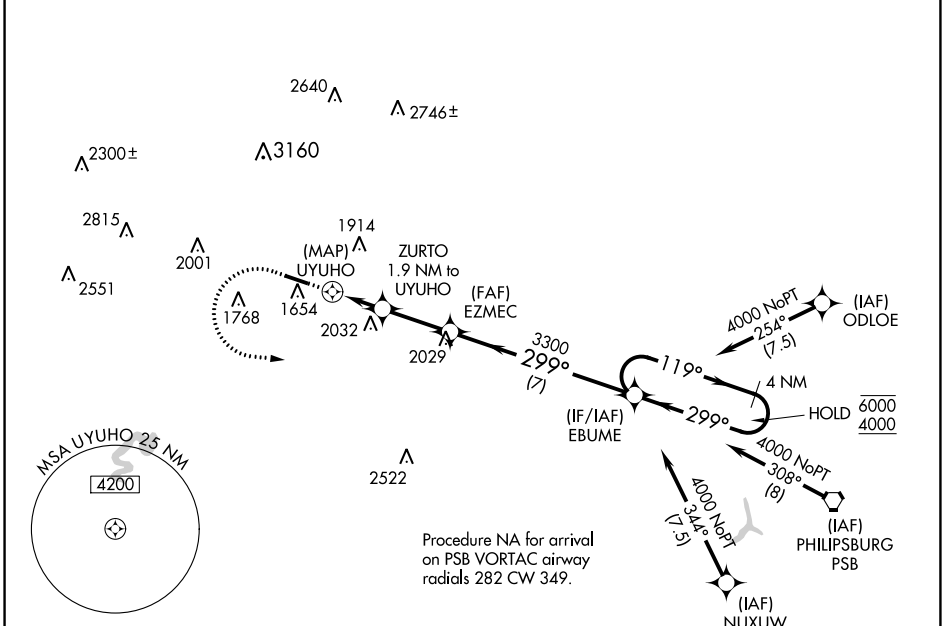 2640
2746±
2300±
3160
2815
1914
2001
2551
(MAP)
UYUHO
ZURTO
1.9 NM to
UYUHO
(FAF)
EZMEC
1768
1654
2032
2029
3300
299°
(7)
4000 NoPT
254°
(7.5)
(IAF)
ODLOE
119°
4 NM
299°
HOLD
6000
4000
(IF/IAF)
EBUME
4000 NoPT
308°
(8)
(IAF)
PHILIPSBURG
PSB
4000 NoPT
344°
(7.5)
2522
MSA UYUHO 25 NM
4200
Procedure NA for arrival
on PSB VORTAC airway
radials 282 CW 349.
(IAF)
NUXUW